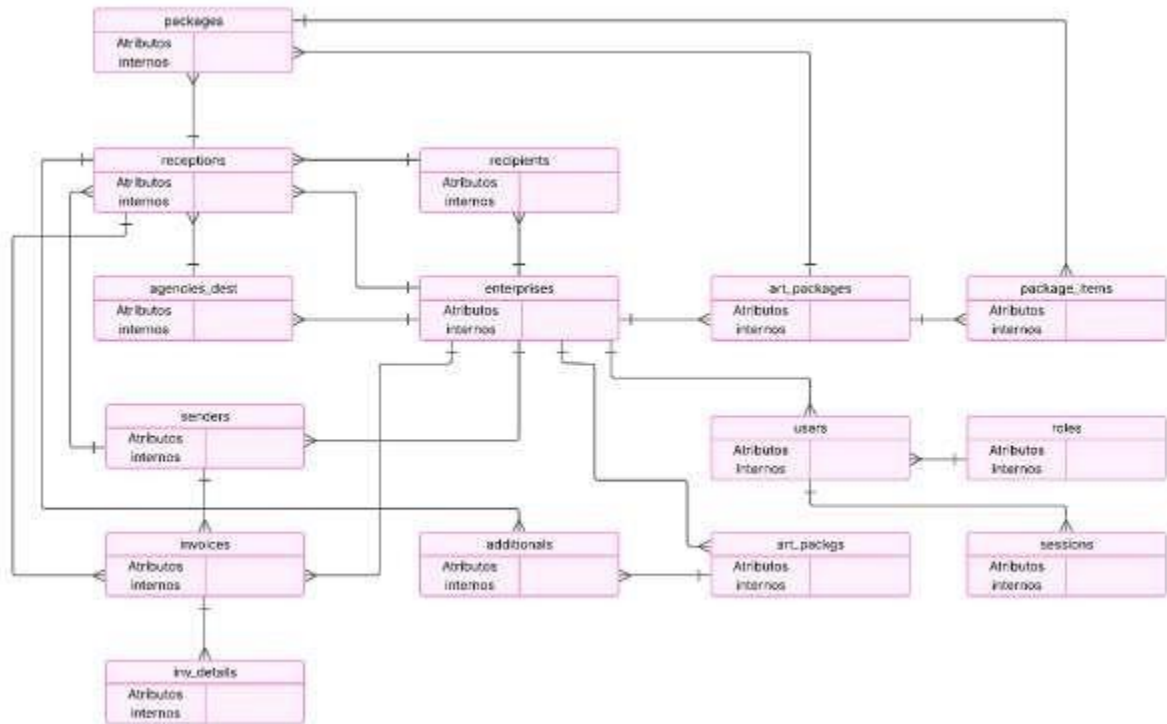 packages
Atributos
internos
receptions
Atributos
internos
recipients
Atributos
internos
agencies_dest
Atributos
internos
enterprises
Atributos
internos
art_packages
Atributos
internos
package_items
Atributos
internos
senders
Atributos
internos
users
Atributos
internos
roles
Atributos
internos
invoices
Atributos
internos
additionals
Atributos
internos
art_packgs
Atributos
internos
sessions
Atributos
internos
inv_details
Atributos
internos